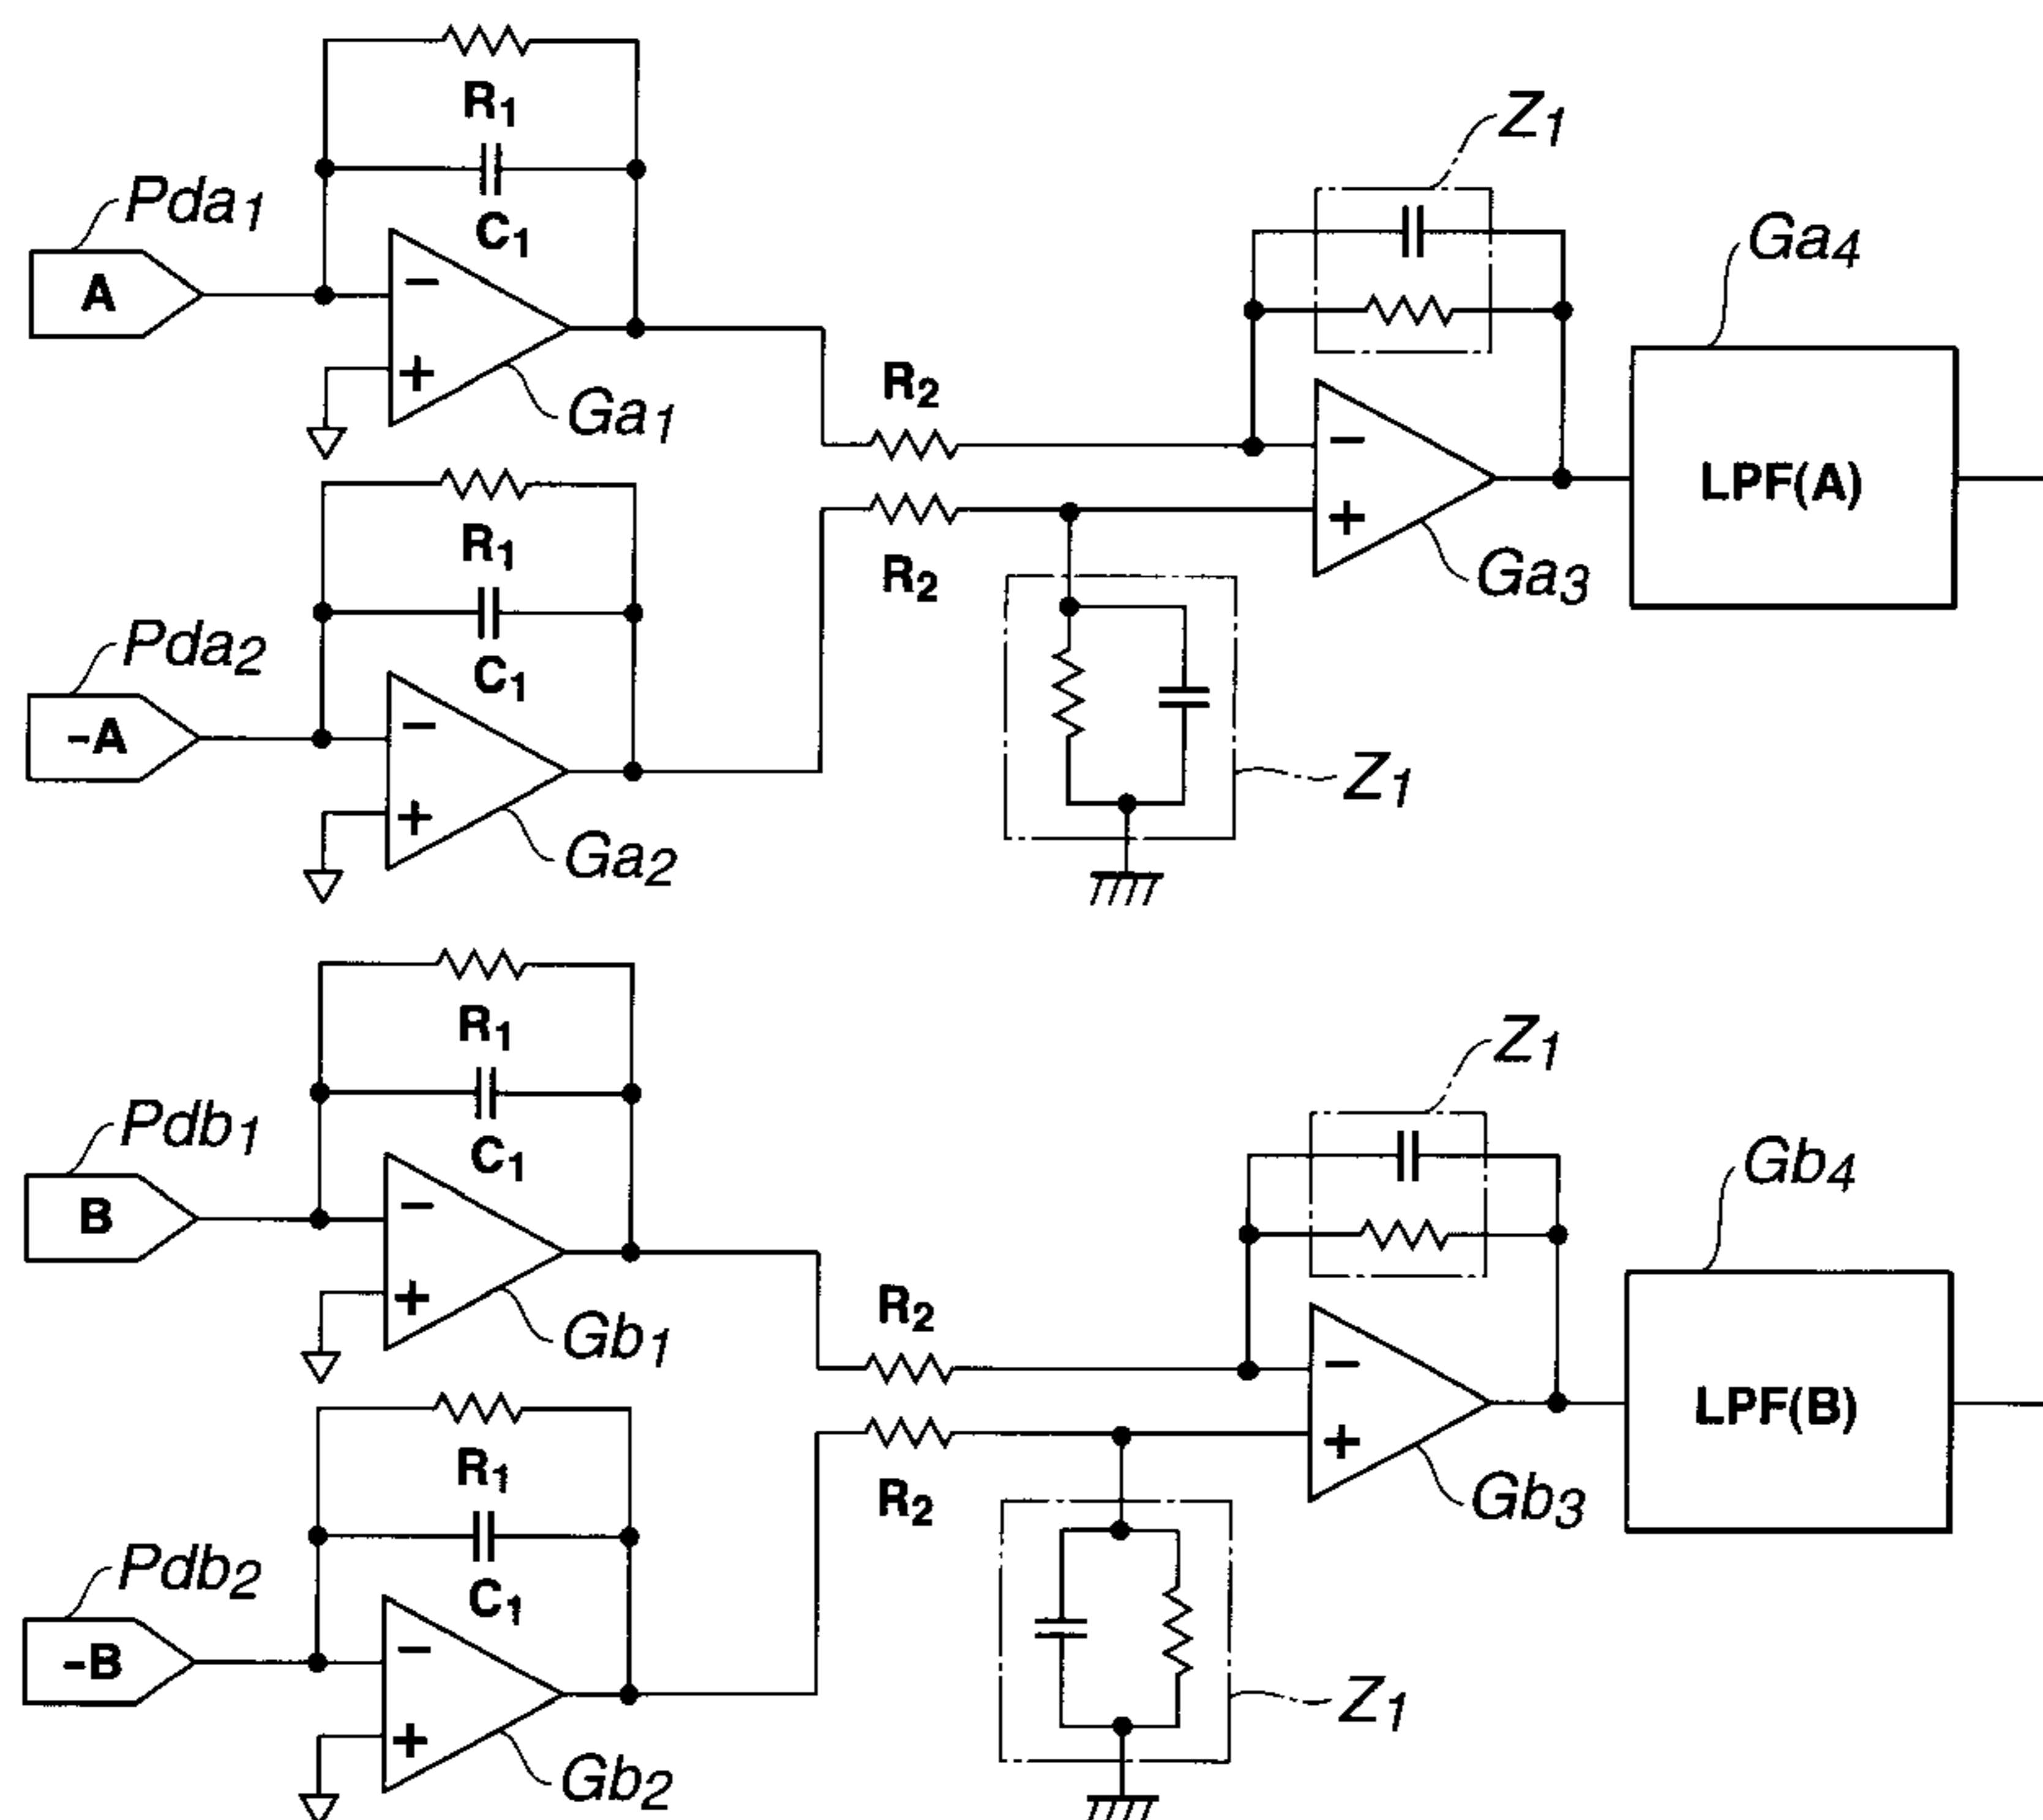 R1
C1
Pda1
A
−
+
Ga1
R2
Z1
−
+
Ga3
Ga4
LPF(A)
R1
C1
Pda2
−A
−
+
Ga2
R2
Z1
R1
C1
Pdb1
B
−
+
Gb1
R2
Z1
−
+
Gb3
Gb4
LPF(B)
R1
C1
Pdb2
−B
−
+
Gb2
R2
Z1